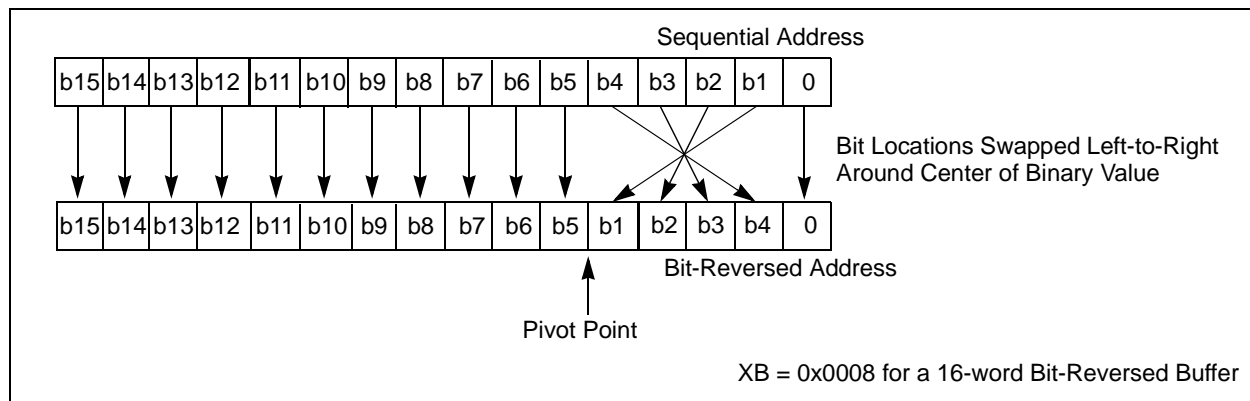 Sequential Address
b15 b14 b13 b12 b11 b10 b9 b8 b7 b6 b5 b4 b3 b2 b1 0
Bit Locations Swapped Left-to-Right
Around Center of Binary Value
b15 b14 b13 b12 b11 b10 b9 b8 b7 b6 b5 b1 b2 b3 b4 0
Bit-Reversed Address
Pivot Point
XB = 0x0008 for a 16-word Bit-Reversed Buffer